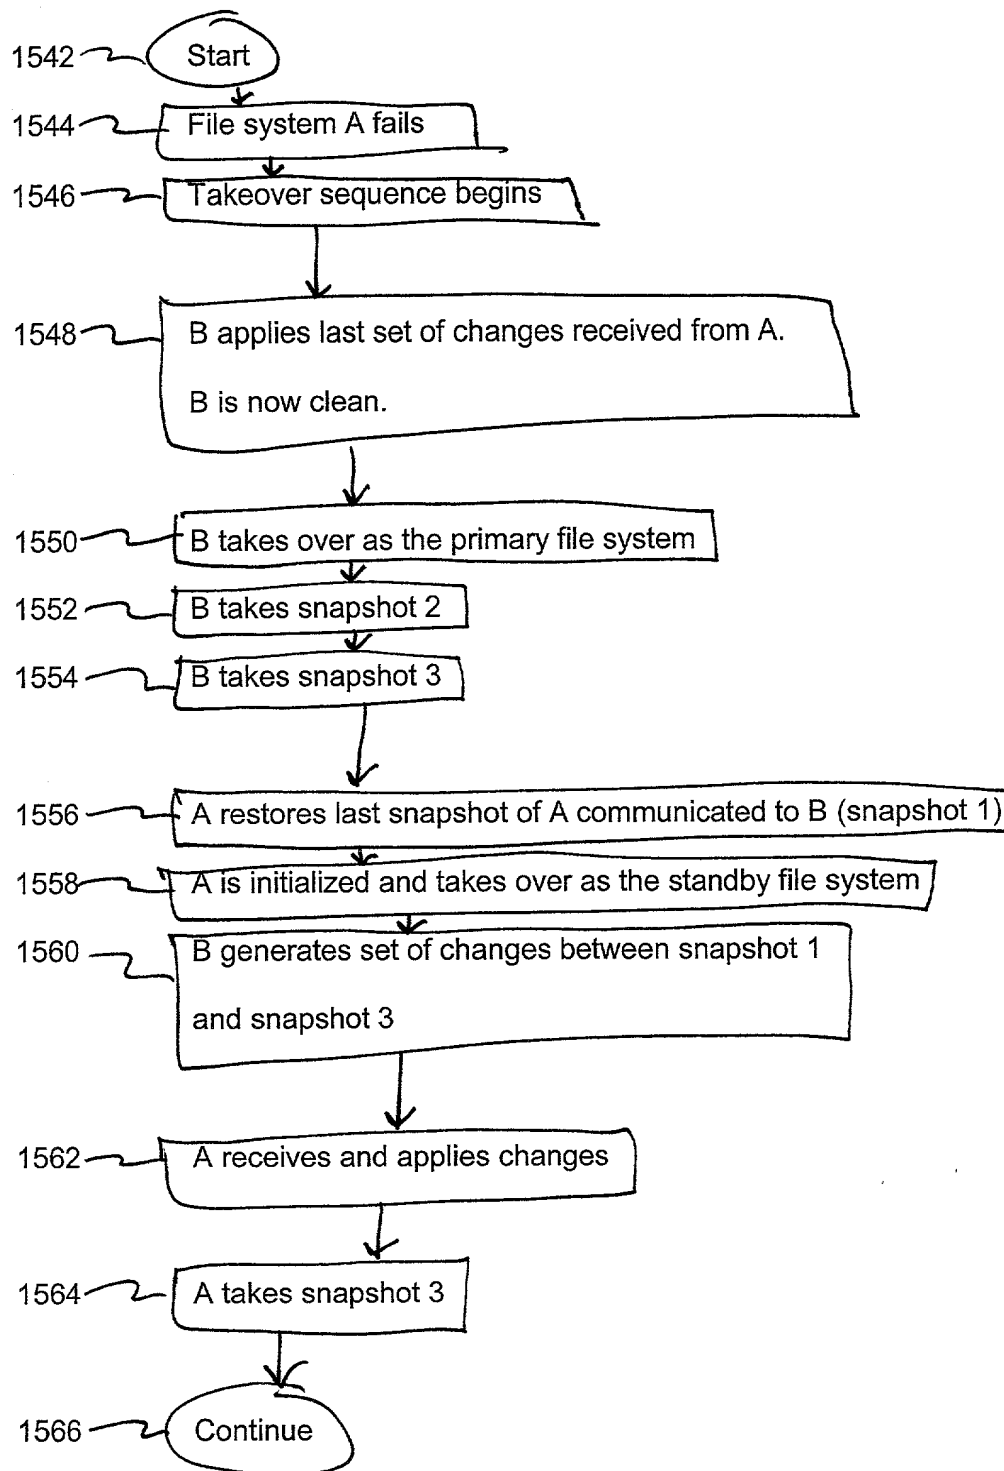 1542 Start
1544 File system A fails
1546 Takeover sequence begins
1548 B applies last set of changes received from A.
B is now clean.
1550 B takes over as the primary file system
1552 B takes snapshot 2
1554 B takes snapshot 3
1556 A restores last snapshot of A communicated to B (snapshot 1)
1558 A is initialized and takes over as the standby file system
1560 B generates set of changes between snapshot 1
and snapshot 3
1562 A receives and applies changes
1564 A takes snapshot 3
1566 Continue